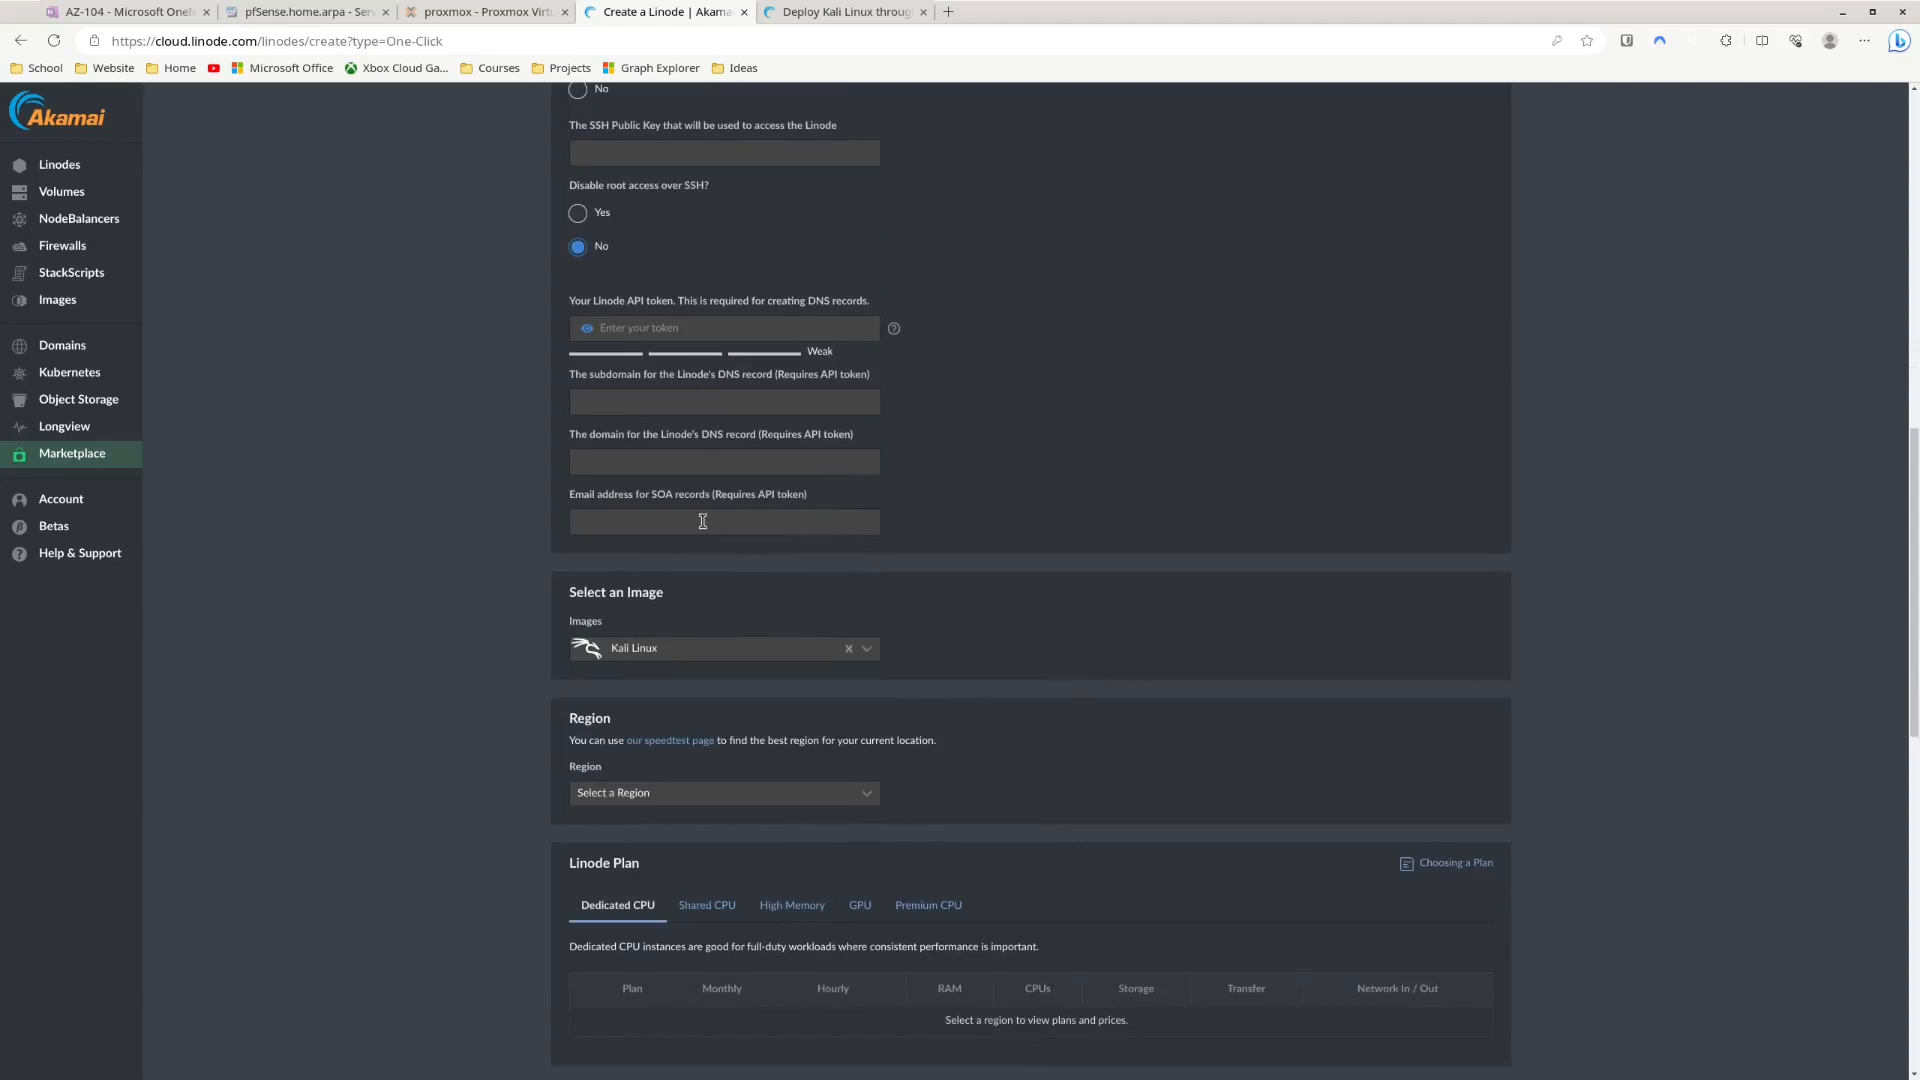 AZ-104 - Microsoft OneN
pfSense.home.arpa - Serv
proxmox - Proxmox Virtu
Create a Linode | Akama
Deploy Kali Linux throug
https://cloud.linode.com/linodes/create?type=One-Click
School
Website
Home
Microsoft Office
Xbox Cloud Ga...
Courses
Projects
Graph Explorer
Ideas
Akamai
Linodes
Volumes
NodeBalancers
Firewalls
StackScripts
Images
Domains
Kubernetes
Object Storage
Longview
Marketplace
Account
Betas
Help & Support
No
The SSH Public Key that will be used to access the Linode
Disable root access over SSH?
Yes
No
Your Linode API token. This is required for creating DNS records.
Enter your token
Weak
The subdomain for the Linode's DNS record (Requires API token)
The domain for the Linode's DNS record (Requires API token)
Email address for SOA records (Requires API token)
Select an Image
Images
Kali Linux
Region
You can use our speedtest page to find the best region for your current location.
Region
Select a Region
Linode Plan
Choosing a Plan
Dedicated CPU Shared CPU High Memory GPU Premium CPU
Dedicated CPU instances are good for full-duty workloads where consistent performance is important.
Plan Monthly Hourly RAM CPUs Storage Transfer Network In / Out
Select a region to view plans and prices.